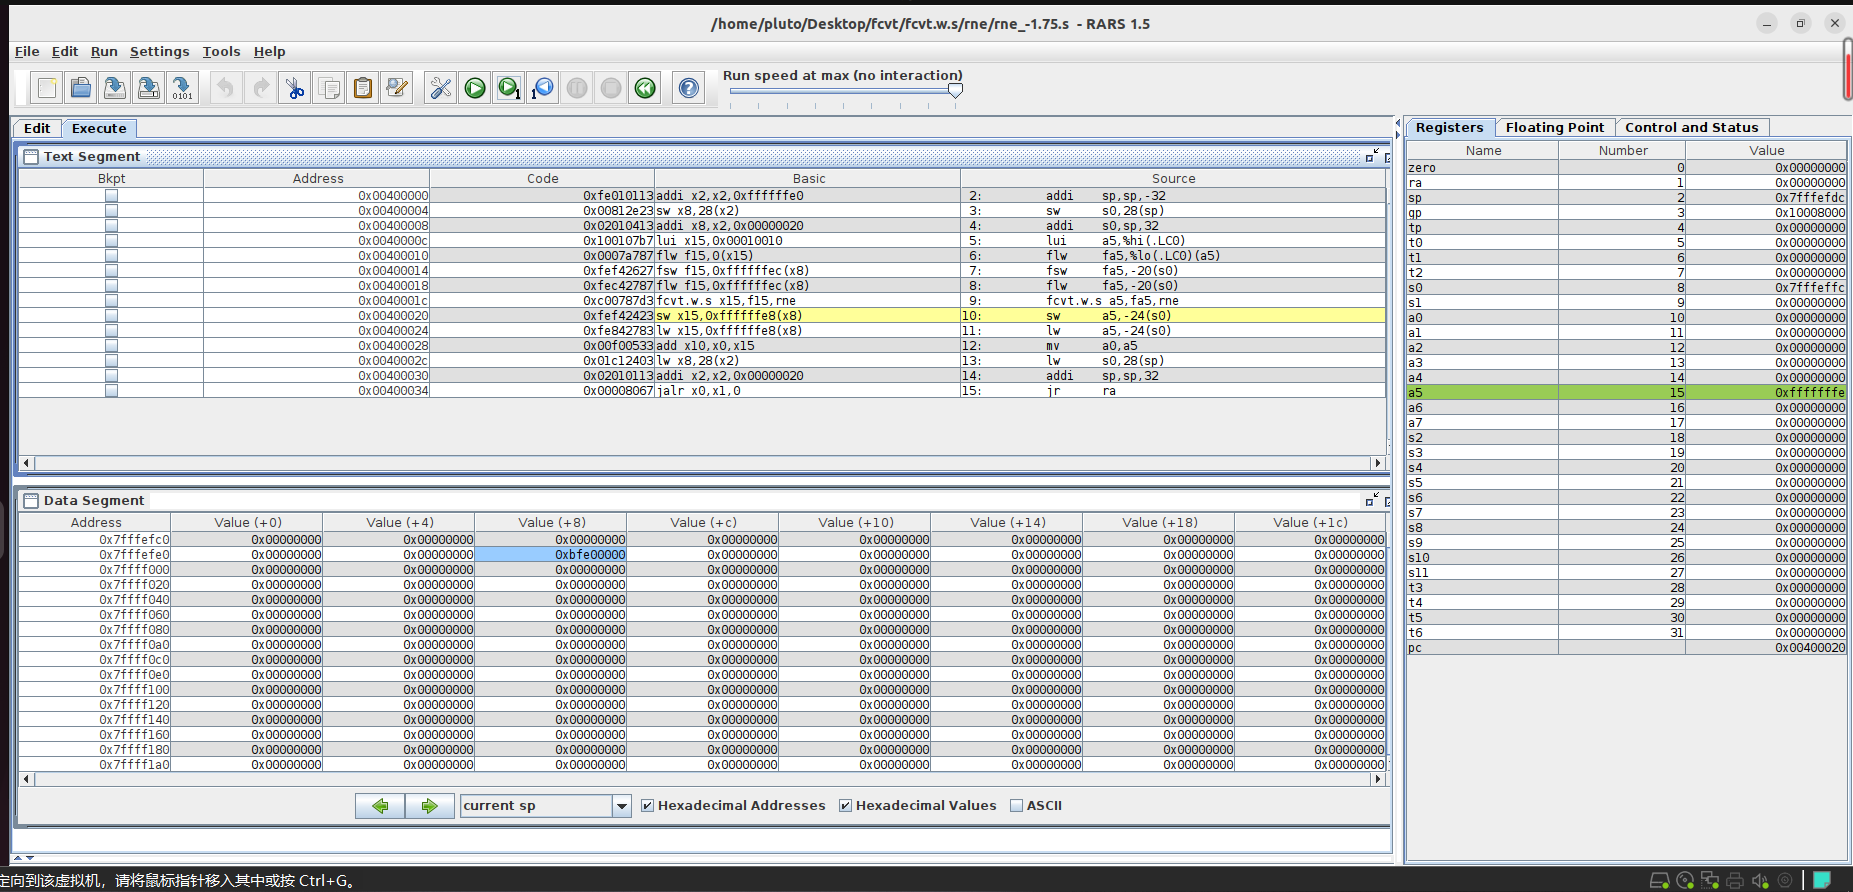 /home/pluto/Desktop/fcvt/fcvt.w.s/rne/rne_-1.75.s - RARS 1.5
File Edit Run Settings Tools Help
Run speed at max (no interaction)
Edit Execute
Text Segment
Bkpt Address Code Basic Source
0x00400000 0xfe010113 addi x2,x2,0xffffffe0 2: addi sp,sp,-32
0x00400004 0x00812e23 sw x8,28(x2) 3: sw s0,28(sp)
0x00400008 0x02010413 addi x8,x2,0x00000020 4: addi s0,sp,32
0x0040000c 0x100107b7 lui x15,0x00010010 5: lui a5,%hi(.LC0)
0x00400010 0x0007a787 flw f15,0(x15) 6: flw fa5,%lo(.LC0)(a5)
0x00400014 0xfef42627 fsw f15,0xffffffec(x8) 7: fsw fa5,-20(s0)
0x00400018 0xfec42787 flw f15,0xffffffec(x8) 8: flw fa5,-20(s0)
0x0040001c 0xc00787d3 fcvt.w.s x15,f15,rne 9: fcvt.w.s a5,fa5,rne
0x00400020 0xfef42423 sw x15,0xffffffe8(x8) 10: sw a5,-24(s0)
0x00400024 0xfe842783 lw x15,0xffffffe8(x8) 11: lw a5,-24(s0)
0x00400028 0x00f00533 add x10,x0,x15 12: mv a0,a5
0x0040002c 0x01c12403 lw x8,28(x2) 13: lw s0,28(sp)
0x00400030 0x02010113 addi x2,x2,0x00000020 14: addi sp,sp,32
0x00400034 0x00008067 jalr x0,x1,0 15: jr ra
Data Segment
Address Value (+0) Value (+4) Value (+8) Value (+c) Value (+10) Value (+14) Value (+18) Value (+1c)
0x7fffefc0 0x00000000 0x00000000 0x00000000 0x00000000 0x00000000 0x00000000 0x00000000 0x00000000
0x7fffefe0 0x00000000 0x00000000 0xbfe00000 0x00000000 0x00000000 0x00000000 0x00000000 0x00000000
0x7ffff000 0x00000000 0x00000000 0x00000000 0x00000000 0x00000000 0x00000000 0x00000000 0x00000000
0x7ffff020 0x00000000 0x00000000 0x00000000 0x00000000 0x00000000 0x00000000 0x00000000 0x00000000
0x7ffff040 0x00000000 0x00000000 0x00000000 0x00000000 0x00000000 0x00000000 0x00000000 0x00000000
0x7ffff060 0x00000000 0x00000000 0x00000000 0x00000000 0x00000000 0x00000000 0x00000000 0x00000000
0x7ffff080 0x00000000 0x00000000 0x00000000 0x00000000 0x00000000 0x00000000 0x00000000 0x00000000
0x7ffff0a0 0x00000000 0x00000000 0x00000000 0x00000000 0x00000000 0x00000000 0x00000000 0x00000000
0x7ffff0c0 0x00000000 0x00000000 0x00000000 0x00000000 0x00000000 0x00000000 0x00000000 0x00000000
0x7ffff0e0 0x00000000 0x00000000 0x00000000 0x00000000 0x00000000 0x00000000 0x00000000 0x00000000
0x7ffff100 0x00000000 0x00000000 0x00000000 0x00000000 0x00000000 0x00000000 0x00000000 0x00000000
0x7ffff120 0x00000000 0x00000000 0x00000000 0x00000000 0x00000000 0x00000000 0x00000000 0x00000000
0x7ffff140 0x00000000 0x00000000 0x00000000 0x00000000 0x00000000 0x00000000 0x00000000 0x00000000
0x7ffff160 0x00000000 0x00000000 0x00000000 0x00000000 0x00000000 0x00000000 0x00000000 0x00000000
0x7ffff180 0x00000000 0x00000000 0x00000000 0x00000000 0x00000000 0x00000000 0x00000000 0x00000000
0x7ffff1a0 0x00000000 0x00000000 0x00000000 0x00000000 0x00000000 0x00000000 0x00000000 0x00000000
current sp Hexadecimal Addresses Hexadecimal Values ASCII
Registers Floating Point Control and Status
Name Number Value
zero 0 0x00000000
ra 1 0x00000000
sp 2 0x7fffefdc
gp 3 0x10008000
tp 4 0x00000000
t0 5 0x00000000
t1 6 0x00000000
t2 7 0x00000000
s0 8 0x7fffeffc
s1 9 0x00000000
a0 10 0x00000000
a1 11 0x00000000
a2 12 0x00000000
a3 13 0x00000000
a4 14 0x00000000
a5 15 0xfffffffe
a6 16 0x00000000
a7 17 0x00000000
s2 18 0x00000000
s3 19 0x00000000
s4 20 0x00000000
s5 21 0x00000000
s6 22 0x00000000
s7 23 0x00000000
s8 24 0x00000000
s9 25 0x00000000
s10 26 0x00000000
s11 27 0x00000000
t3 28 0x00000000
t4 29 0x00000000
t5 30 0x00000000
t6 31 0x00000000
pc 0x00400020
定向到该虚拟机，请将鼠标指针移入其中或按 Ctrl+G。